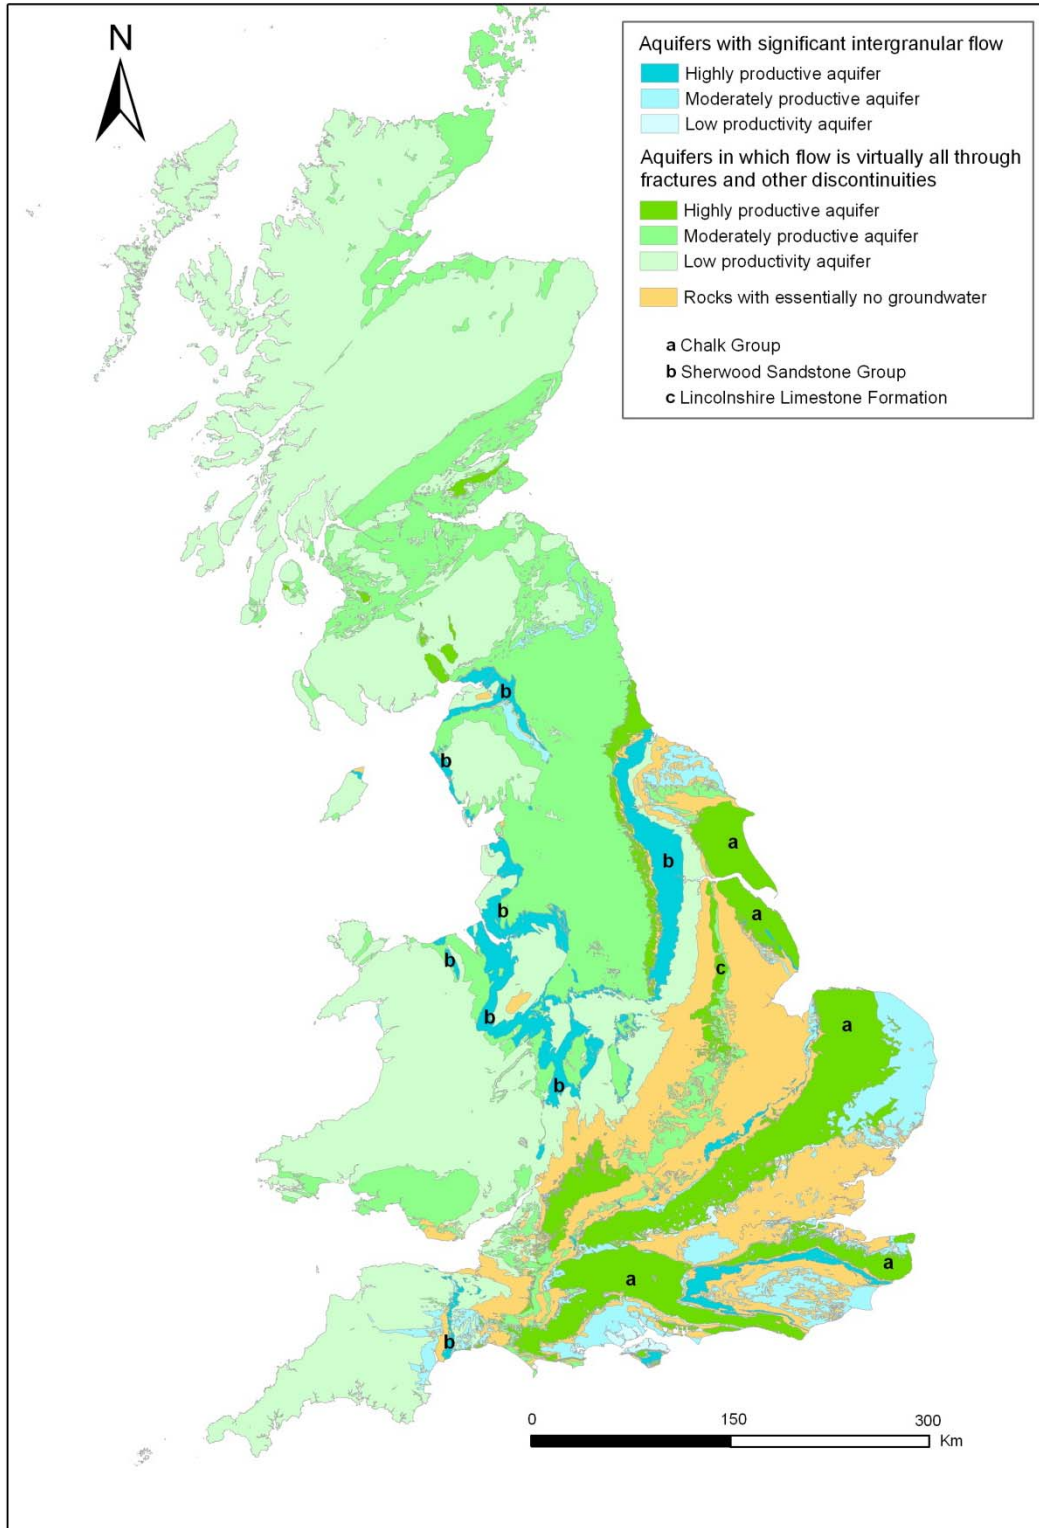 N
Aquifers with significant intergranular flow
Highly productive aquifer
Moderately productive aquifer
Low productivity aquifer
Aquifers in which flow is virtually all through
fractures and other discontinuities
Highly productive aquifer
Moderately productive aquifer
Low productivity aquifer
Rocks with essentially no groundwater
a Chalk Group
b Sherwood Sandstone Group
c Lincolnshire Limestone Formation
b
b
a
b
b
a
b
c
b
a
b
a
a
b
0 150 300
Km